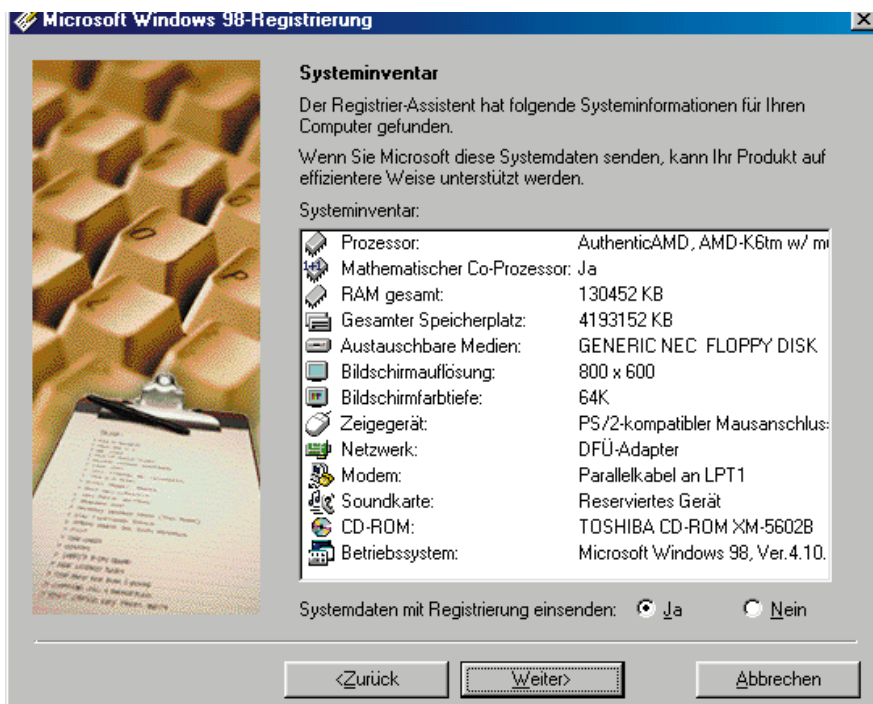 Microsoft Windows 98-Registrierung
Systeminventar
Der Registrier-Assistent hat folgende Systeminformationen für Ihren
Computer gefunden.
Wenn Sie Microsoft diese Systemdaten senden, kann Ihr Produkt auf
effizientere Weise unterstützt werden.
Systeminventar:
Prozessor: AuthenticAMD, AMD-K6tm w/
Mathematischer Co-Prozessor: Ja
RAM gesamt: 130452 KB
Gesamter Speicherplatz: 4193152 KB
Austauschbare Medien: GENERIC NEC FLOPPY DISK
Bildschirmauflösung: 800 x 600
Bildschirmfarbtiefe: 64K
Zeigegerät: PS/2-kompatibler Mausanschlus
Netzwerk: DFÜ-Adapter
Modem: Parallelkabel an LPT1
Soundkarte: Reserviertes Gerät
CD-ROM: TOSHIBA CD-ROM XM-5602B
Betriebssystem: Microsoft Windows 98, Ver.4.10.
Systemdaten mit Registrierung einsenden: Ja Nein
<Zurück Weiter> Abbrechen